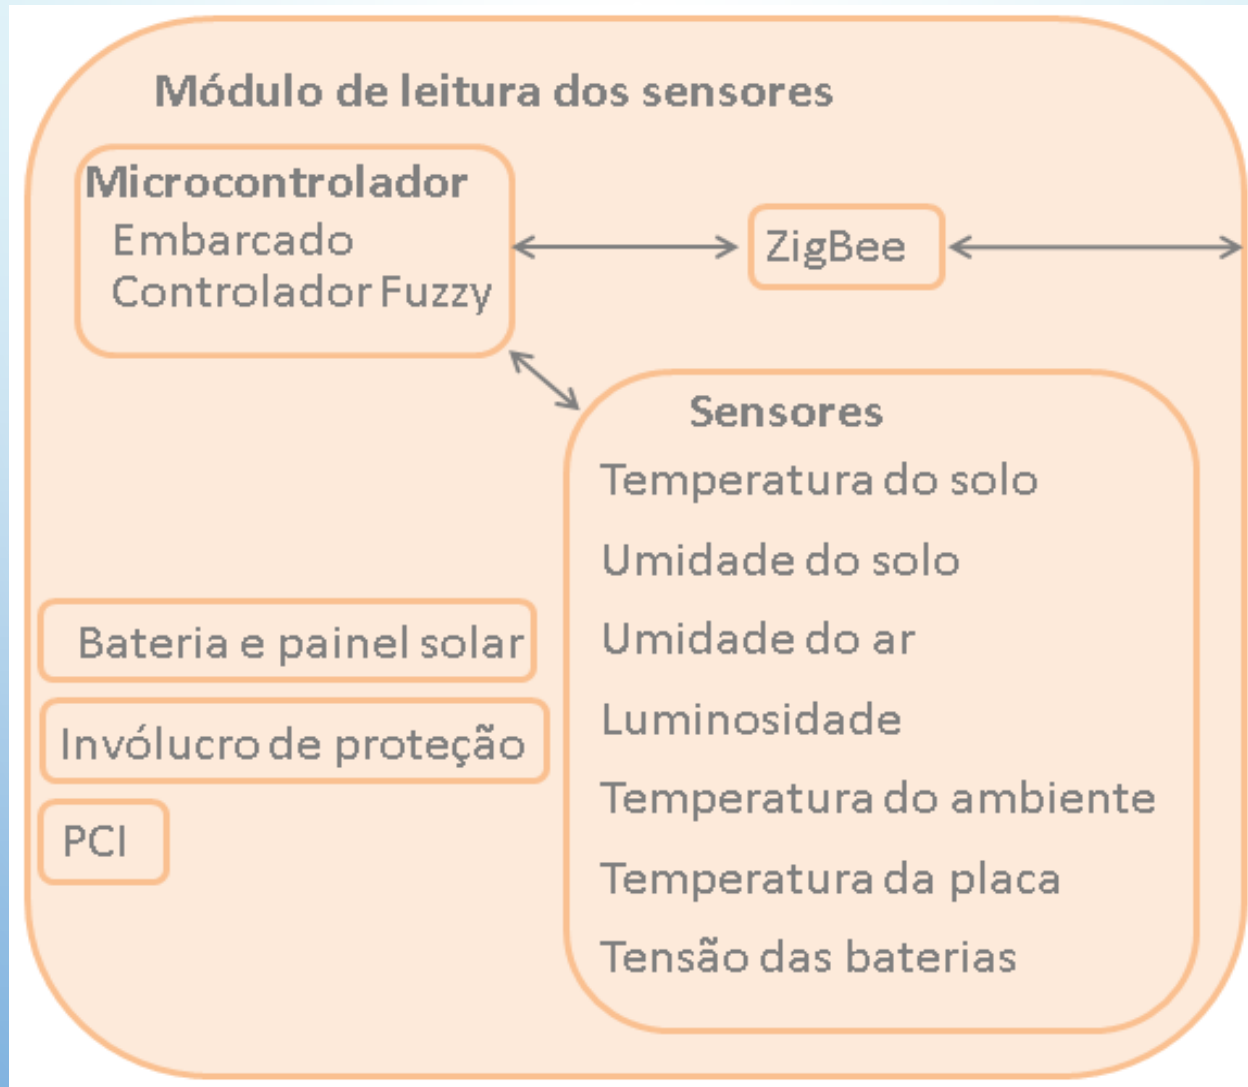 Módulo de leitura dos sensores
Microcontrolador
Embarcado
Controlador Fuzzy
ZigBee
Sensores
Temperatura do solo
Umidade do solo
Umidade do ar
Luminosidade
Temperatura do ambiente
Temperatura da placa
Tensão das baterias
Bateria e painel solar
Invólucro de proteção
PCI